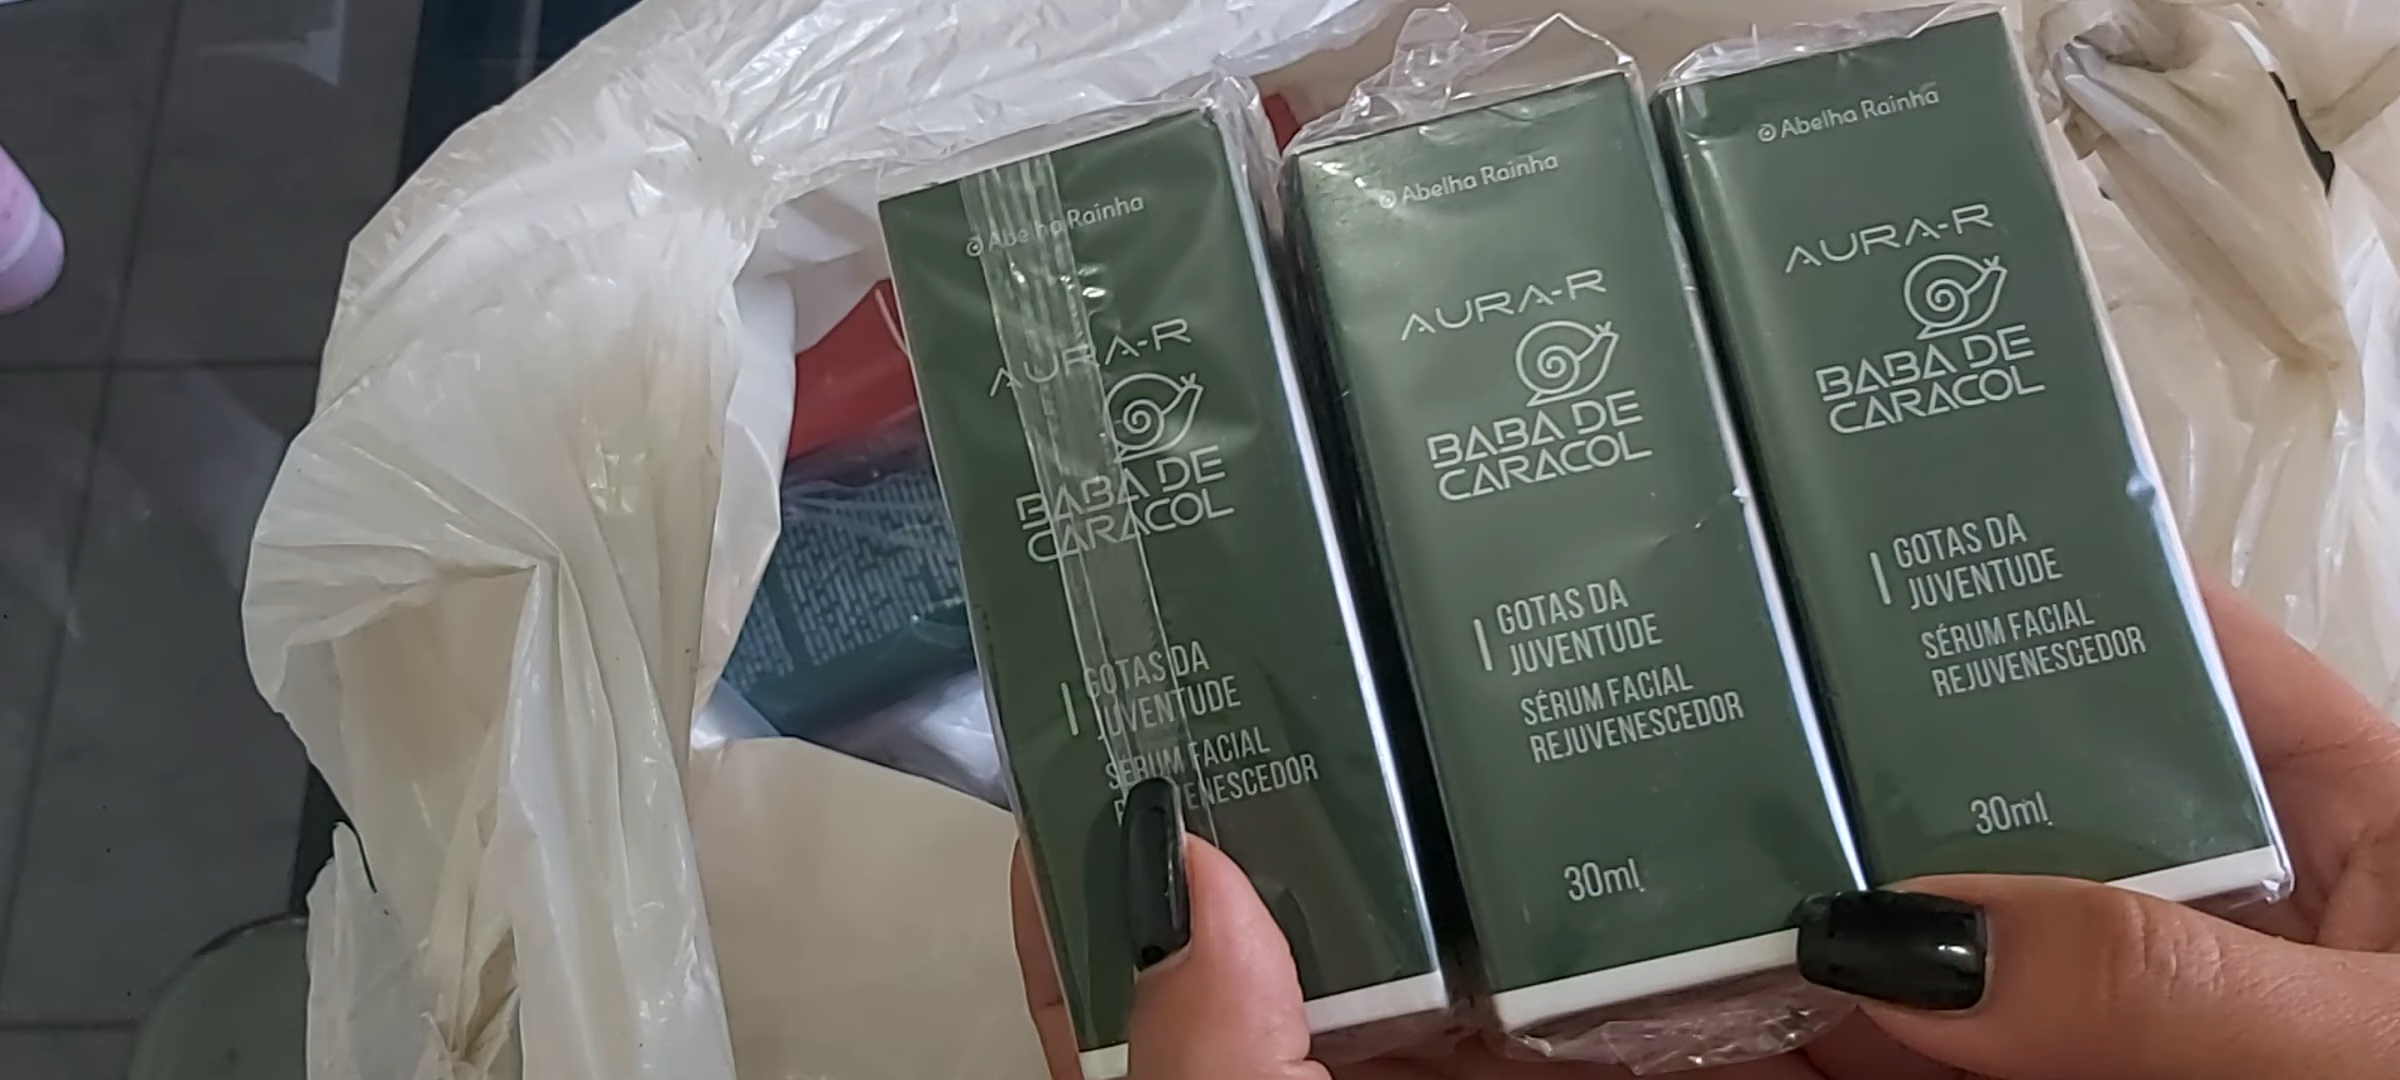 Abelha Rainha
AURA-R
BABA DE
CARACOL
GOTAS DA
JUVENTUDE
SÉRUM FACIAL
Abelha Rainha
AURA-R
BABA DE
CARACOL
GOTAS DA
JUVENTUDE
SÉRUM FACIAL
REJUVENESCEDOR
30ml
Abelha Rainha
AURA-R
BABA DE
CARACOL
GOTAS DA
JUVENTUDE
SÉRUM FACIAL
REJUVENESCEDOR
30ml